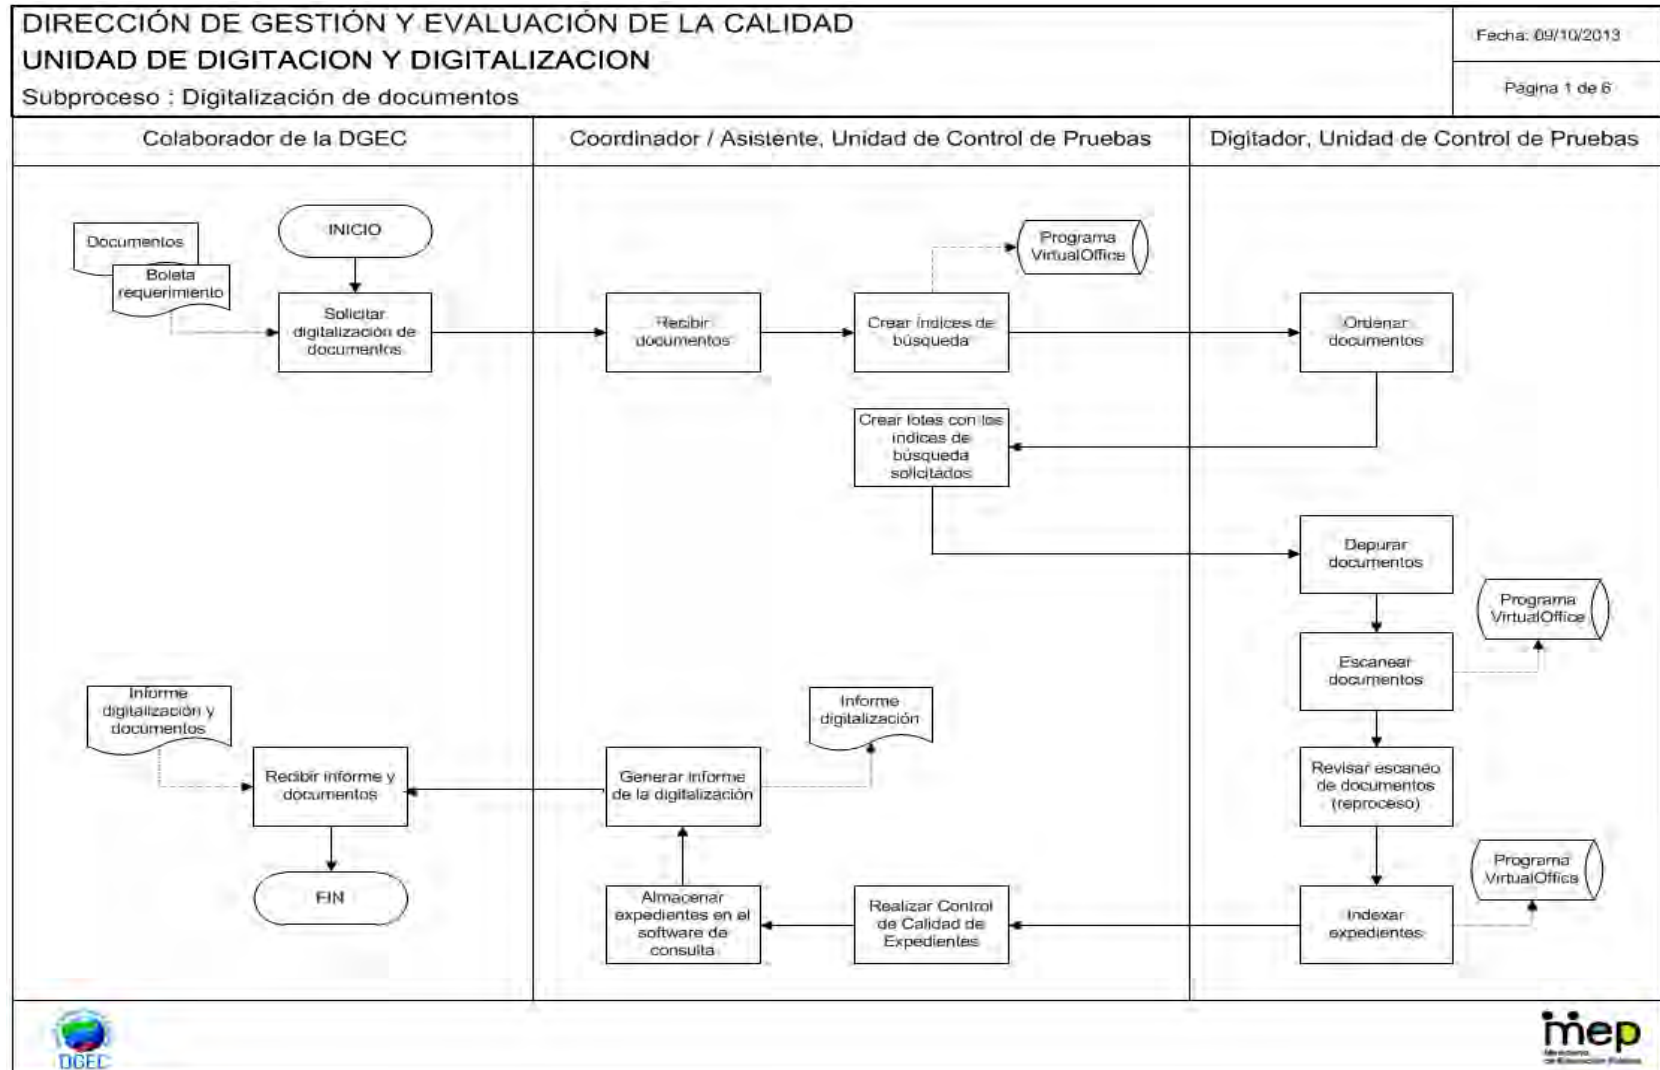 DIRECCIÓN DE GESTIÓN Y EVALUACIÓN DE LA CALIDAD
UNIDAD DE DIGITACION Y DIGITALIZACION
Subproceso : Digitalización de documentos
Fecha: 09/10/2013
Página 1 de 6
Colaborador de la DGEC
Coordinador / Asistente, Unidad de Control de Pruebas
Digitador, Unidad de Control de Pruebas
Documentos
Boleta
requerimiento
INICIO
Solicitar
digitalización de
documentos
Recibir
documentos
Crear índices de
búsqueda
Programa
VirtualOffice
Ordenar
documentos
Crear lotes con los
índices de
búsqueda
solicitados
Depurar
documentos
Programa
VirtualOffice
Escanear
documentos
Informe
digitalización y
documentos
Informe
digitalización
Recibir informe y
documentos
Generar informe
de la digitalización
Revisar escaneo
de documentos
(reproceso)
Programa
VirtualOffice
FIN
Almacenar
expedientes en el
software de
consulta
Realizar Control
de Calidad de
Expedientes
Indexar
expedientes
DGEC
mep
Ministerio
de Educación Pública